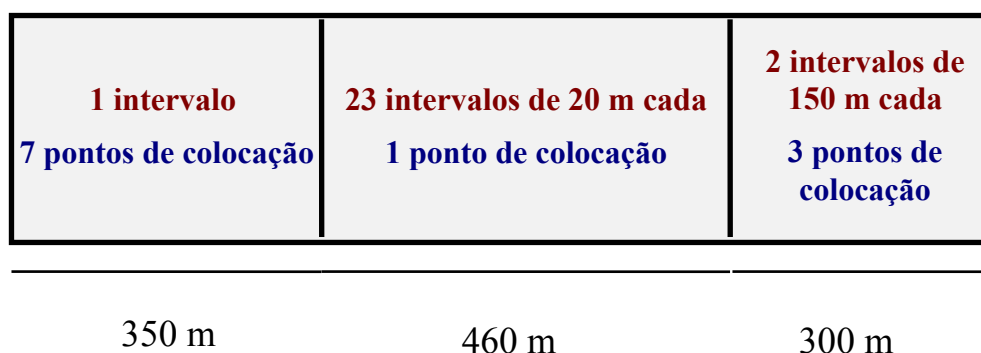 1 intervalo
7 pontos de colocação
23 intervalos de 20 m cada
1 ponto de colocação
2 intervalos de
150 m cada
3 pontos de
colocação
350 m
460 m
300 m